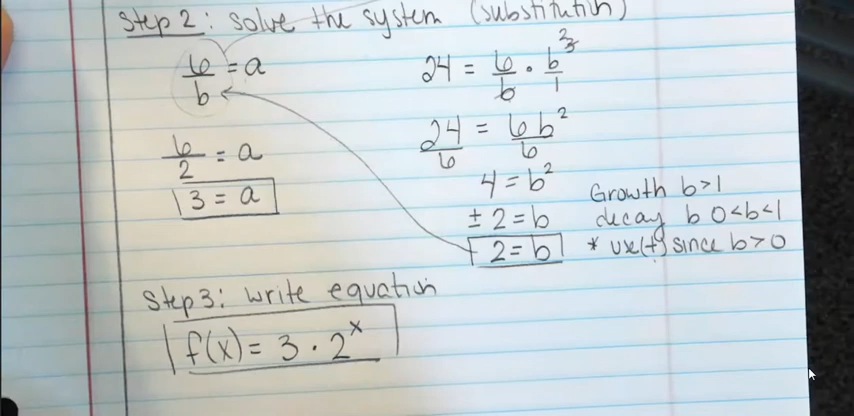 Step 2: solve the system (substitution)
6/b = a
24 = 6/b · b³/1
2
6/2 = a
24/6 = 6b²/6
3 = a
4 = b²
± 2 = b
2 = b
Growth b>1
decay b 0<b<1
* use(+) since b>0
Step 3: write equation
f(x) = 3 · 2ˣ